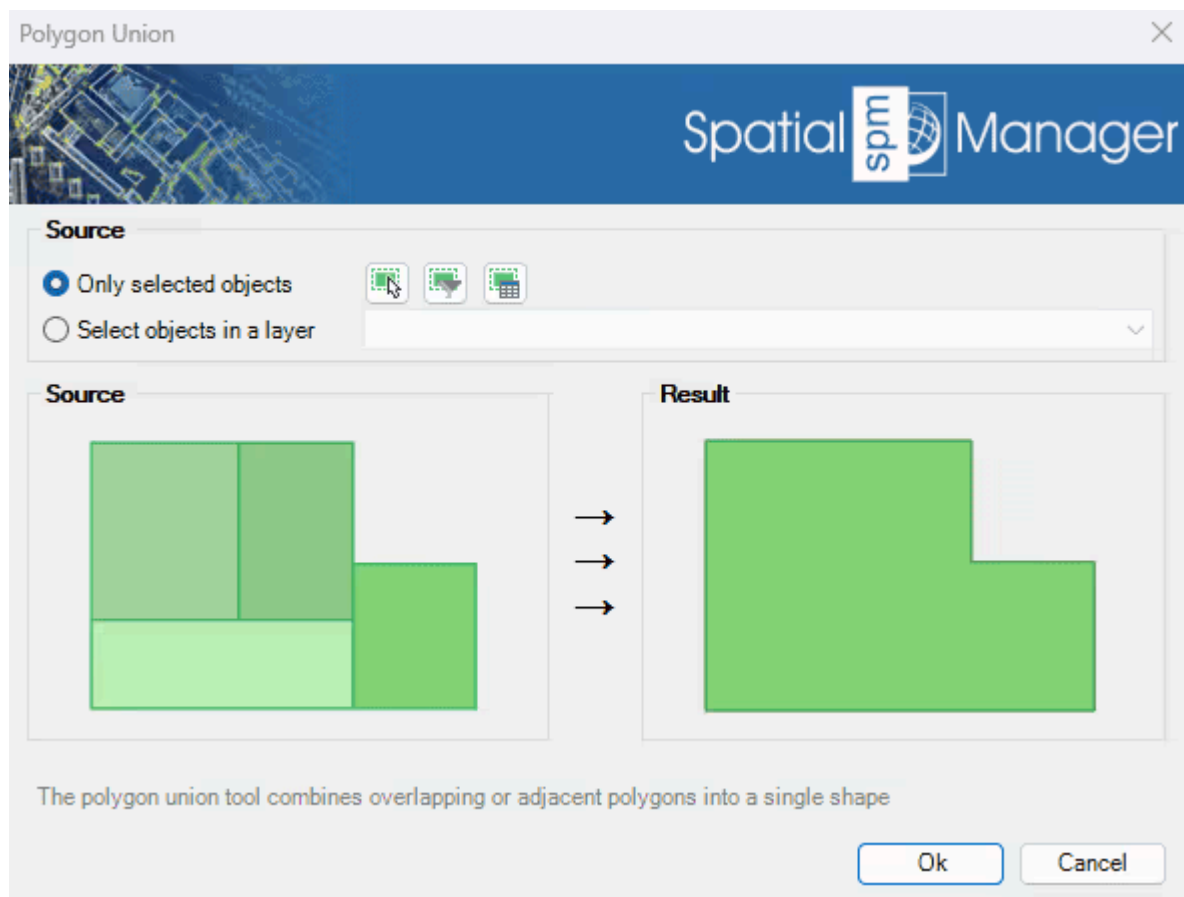 Polygon Union
Spatial spm Manager
Source
Only selected objects
Select objects in a layer
Source
Result
The polygon union tool combines overlapping or adjacent polygons into a single shape
Ok
Cancel